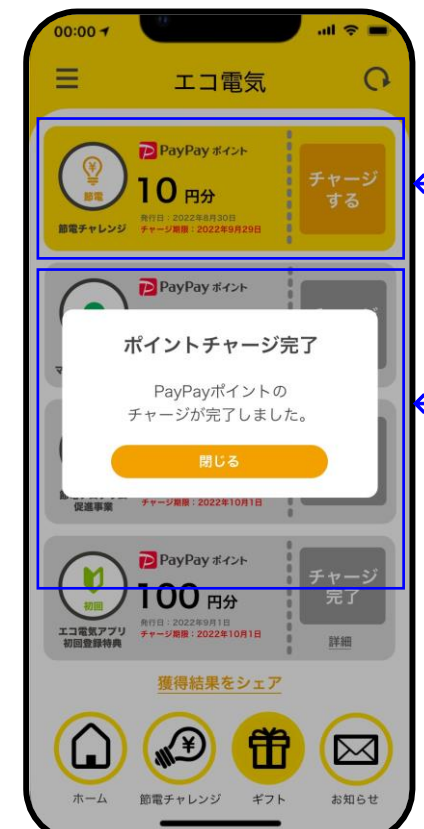 00:00
エコ電気
PayPay ポイント
10 円分
節電
チャージする
発行日：2022年8月30日
節電チャレンジ
チャージ期限：2022年9月29日
PayPay ポイント
ポイントチャージ完了
PayPayポイントの
チャージが完了しました。
閉じる
チャージ期限：2022年10月1日
促進事業
PayPay ポイント
100 円分
初回
チャージ
完了
発行日：2022年9月1日
エコ電気アプリ
初回登録特典
チャージ期限：2022年10月1日
詳細
獲得結果をシェア
ホーム
節電チャレンジ
ギフト
お知らせ